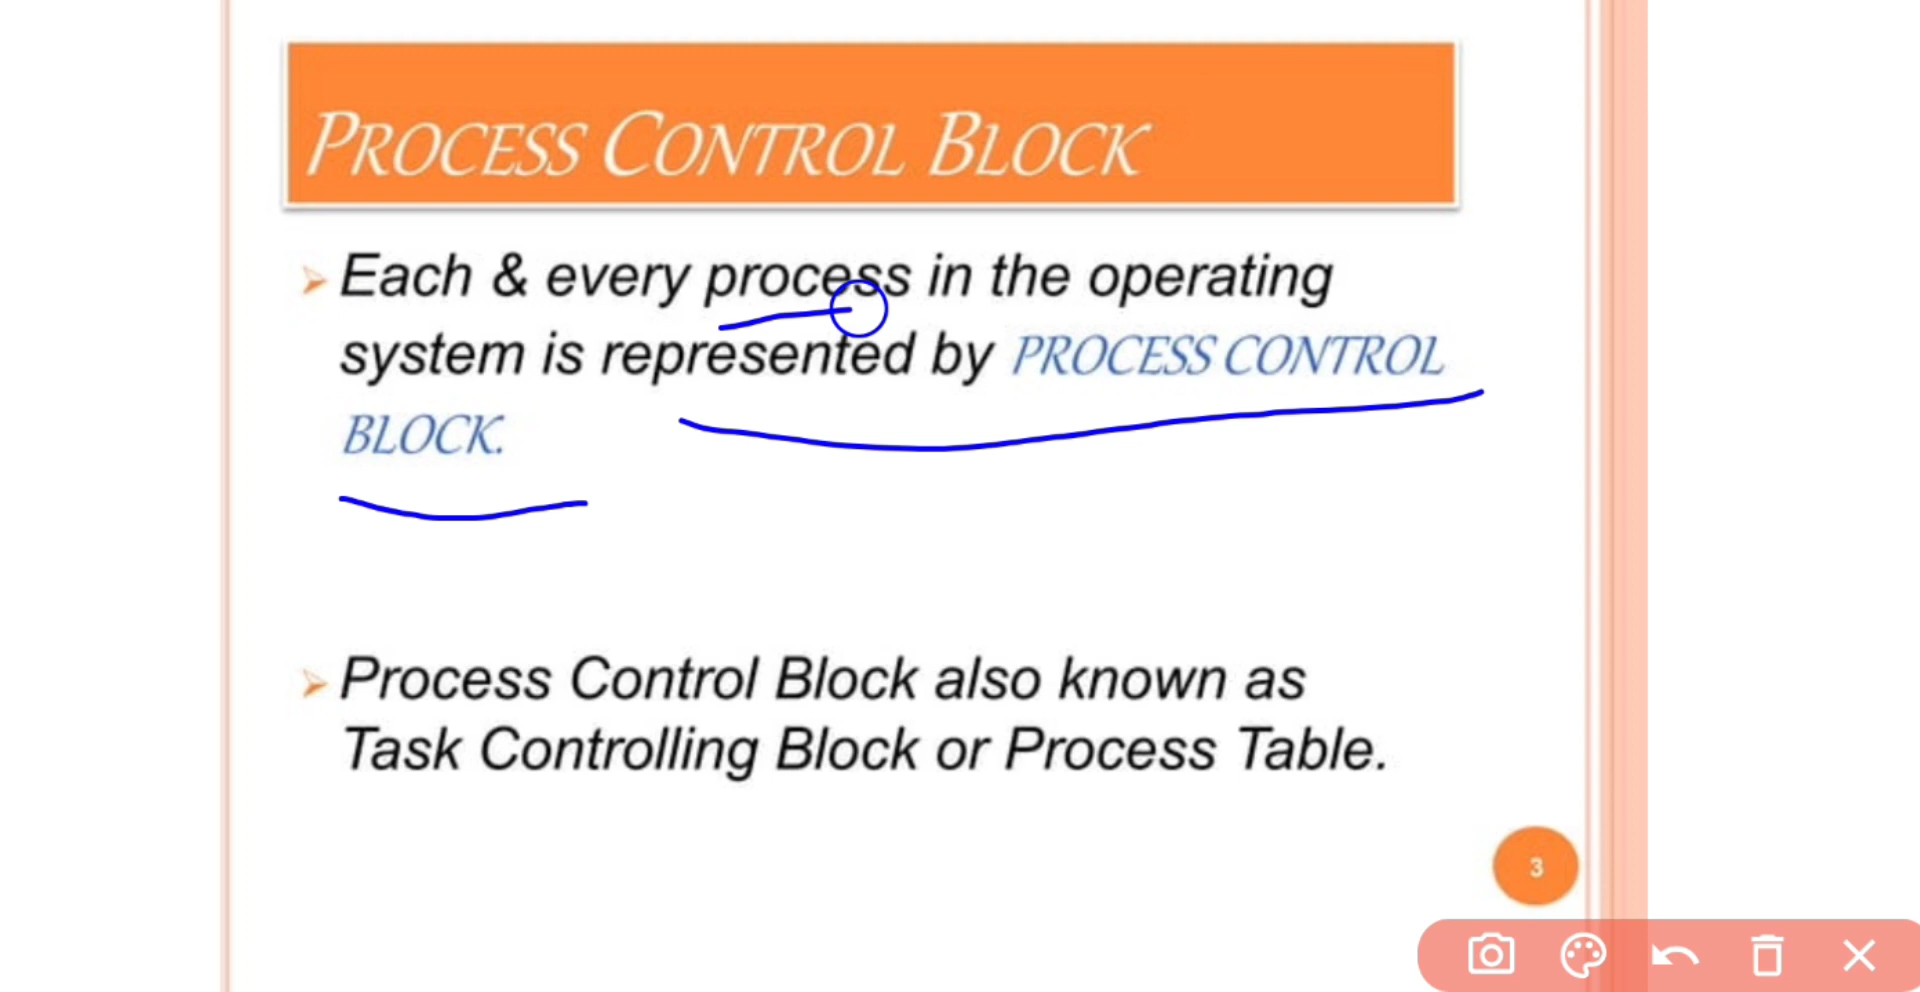 PROCESS CONTROL BLOCK
Each & every process in the operating
system is represented by PROCESS CONTROL
BLOCK.
Process Control Block also known as
Task Controlling Block or Process Table.
3